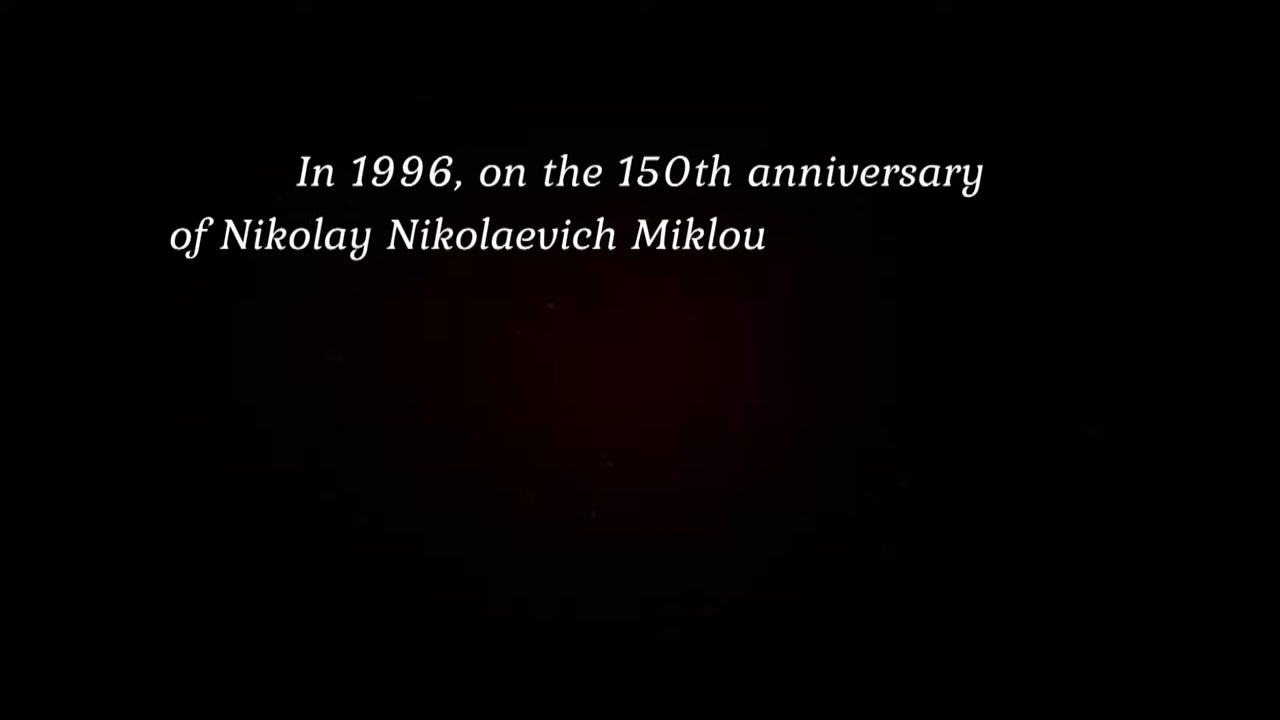 In 1996, on the 150th anniversary
of Nikolay Nikolaevich Miklou